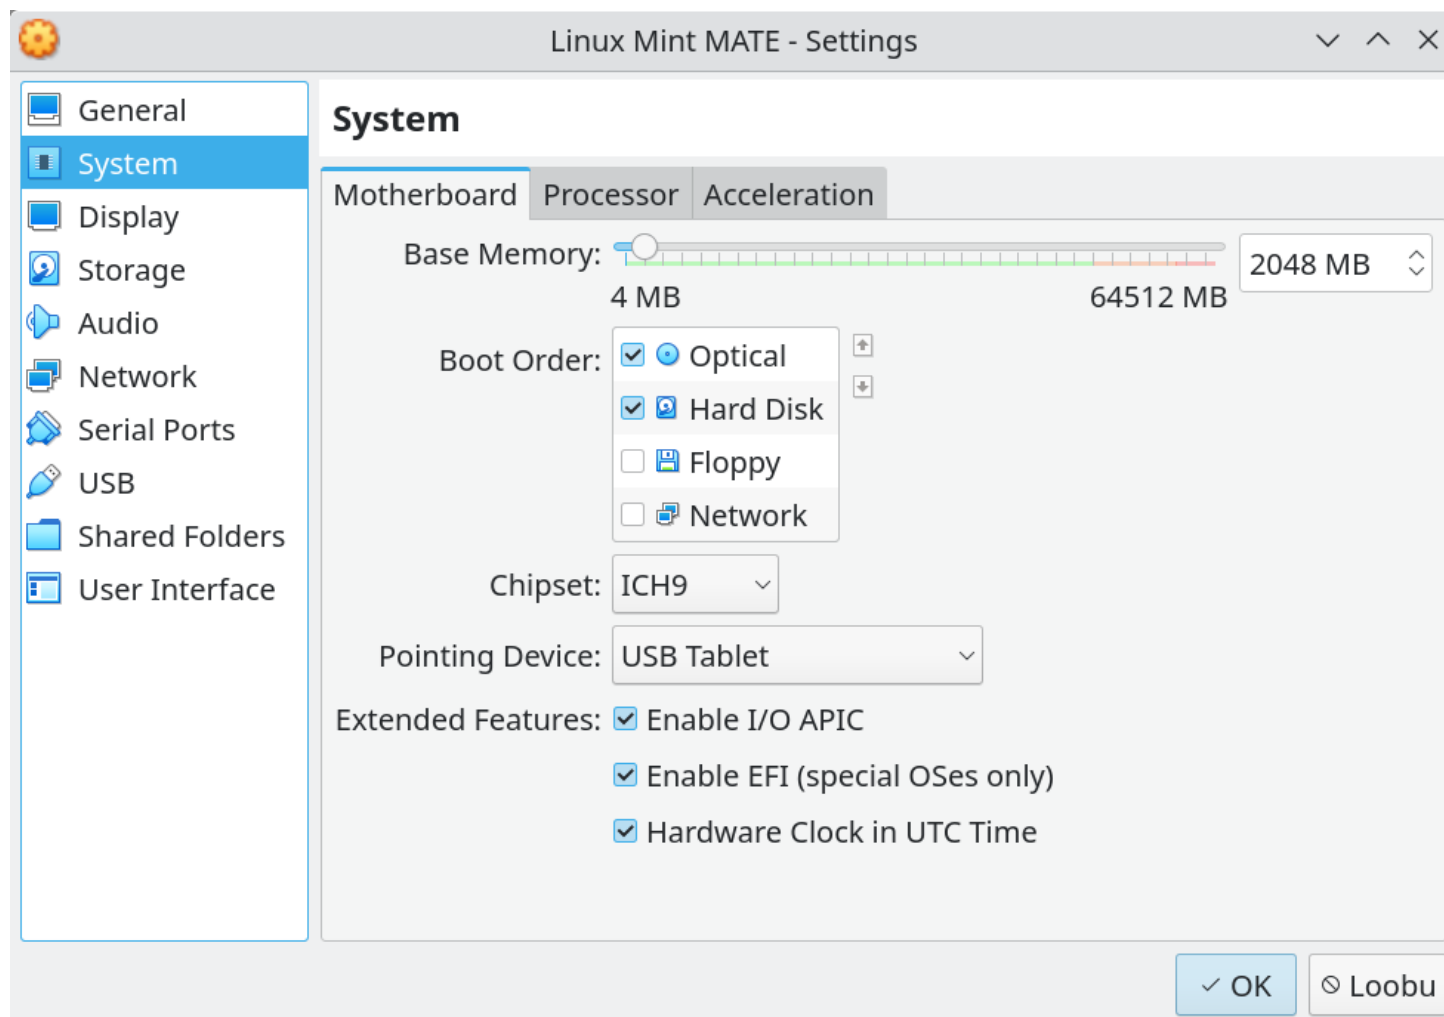 Linux Mint MATE - Settings
General
System
Display
Storage
Audio
Network
Serial Ports
USB
Shared Folders
User Interface
System
Motherboard Processor Acceleration
Base Memory: 2048 MB
4 MB 64512 MB
Boot Order: Optical
Hard Disk
Floppy
Network
Chipset: ICH9
Pointing Device: USB Tablet
Extended Features: Enable I/O APIC
Enable EFI (special OSes only)
Hardware Clock in UTC Time
OK Loobu